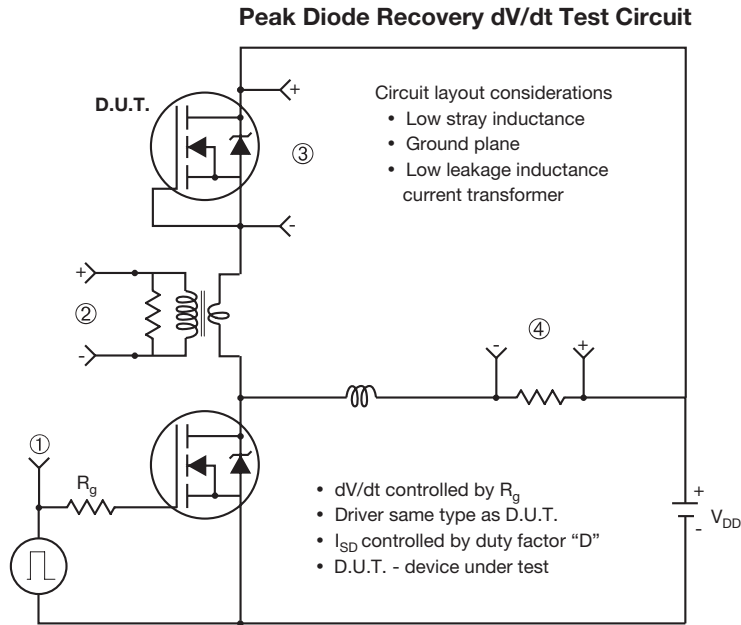 Peak Diode Recovery dV/dt Test Circuit
D.U.T.
+
-
③
Circuit layout considerations
• Low stray inductance
• Ground plane
• Low leakage inductance
current transformer
+
②
-
-
④
+
①
Rg
• dV/dt controlled by Rg
• Driver same type as D.U.T.
• ISD controlled by duty factor “D”
• D.U.T. - device under test
+
-
VDD